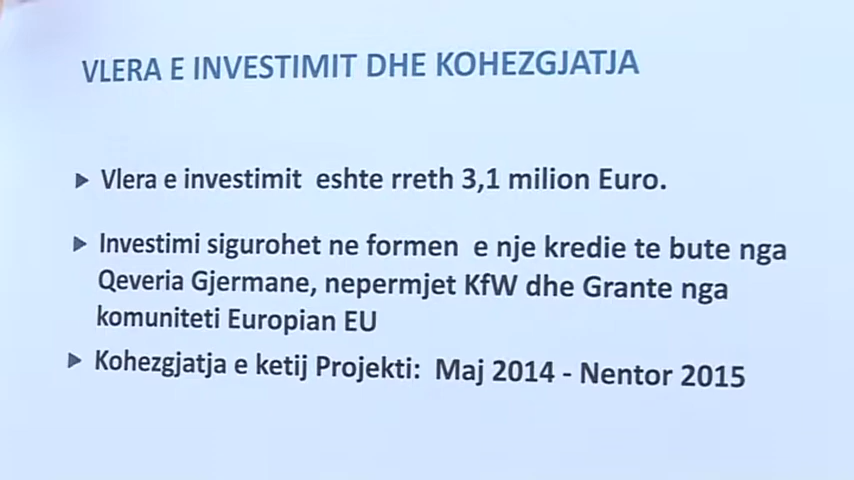 VLERA E INVESTIMIT DHE KOHEZGJATJA
Vlera e investimit eshte rreth 3,1 milion Euro.
Investimi sigurohet ne formen e nje kredie te bute nga
Qeveria Gjermane, nepermjet KfW dhe Grante nga
komuniteti Europian EU
Kohezgjatja e ketij Projekti: Maj 2014 - Nentor 2015